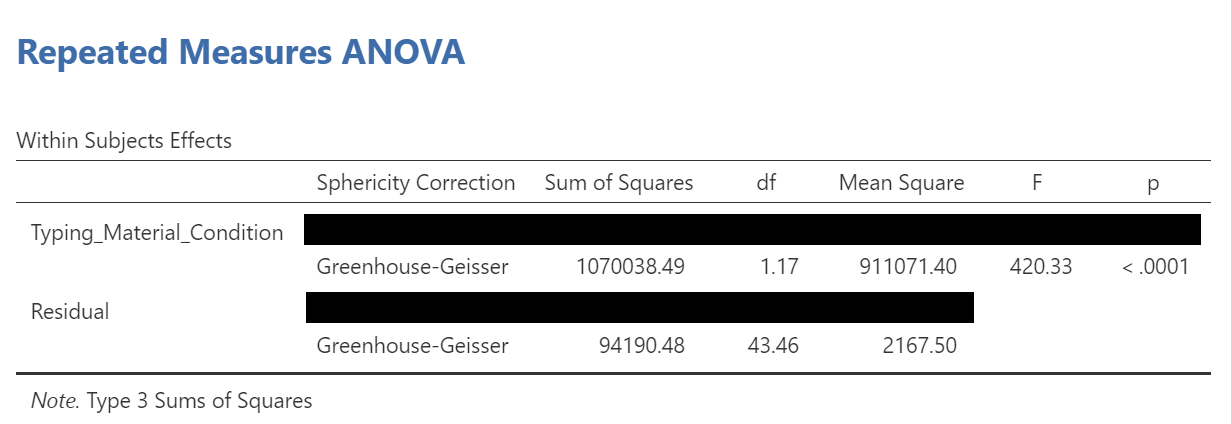 Repeated Measures ANOVA
Within Subjects Effects
Sphericity Correction Sum of Squares df Mean Square F p
Typing_Material_Condition
Greenhouse-Geisser 1070038.49 1.17 911071.40 420.33 < .0001
Residual
Greenhouse-Geisser 94190.48 43.46 2167.50
Note. Type 3 Sums of Squares